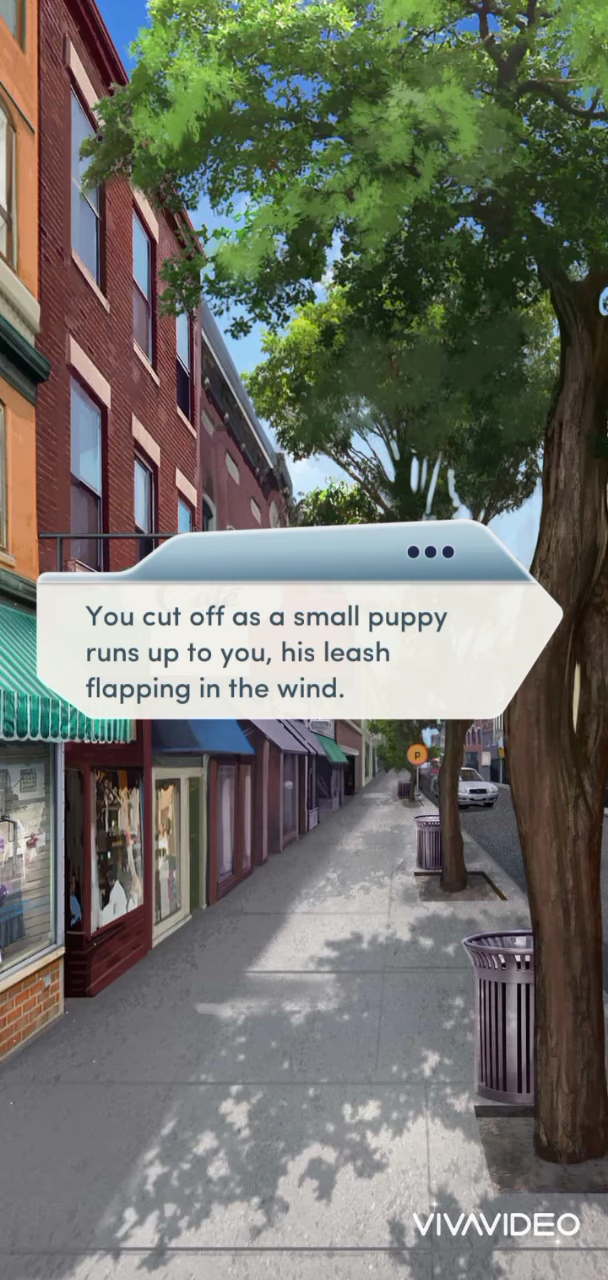 You cut off as a small puppy
runs up to you, his leash
flapping in the wind.
P
VIVAVIDEO